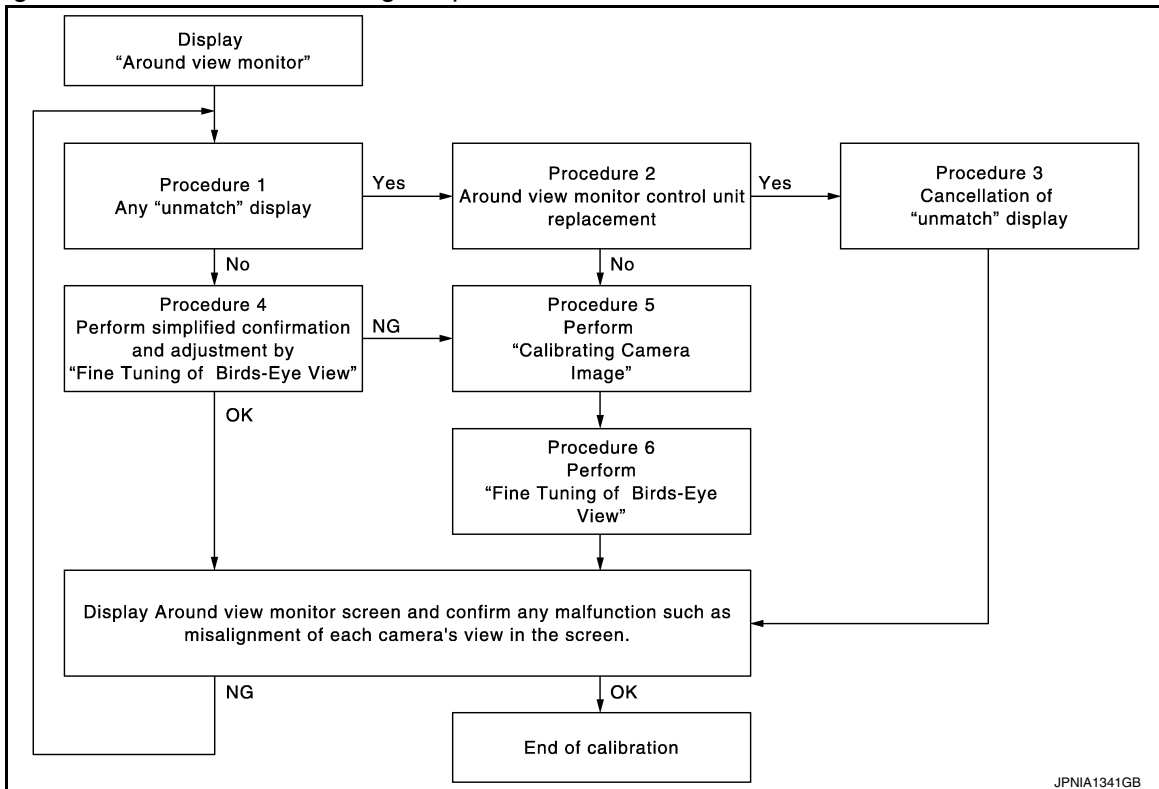 Display
“Around view monitor”
Procedure 1
Any “unmatch” display
Yes
Procedure 2
Around view monitor control unit
replacement
Yes
Procedure 3
Cancellation of
“unmatch” display
No
No
Procedure 4
Perform simplified confirmation
and adjustment by
“Fine Tuning of Birds-Eye View”
NG
Procedure 5
Perform
“Calibrating Camera
Image”
OK
Procedure 6
Perform
“Fine Tuning of Birds-Eye
View”
Display Around view monitor screen and confirm any malfunction such as
misalignment of each camera's view in the screen.
NG
OK
End of calibration
JPNIA1341GB